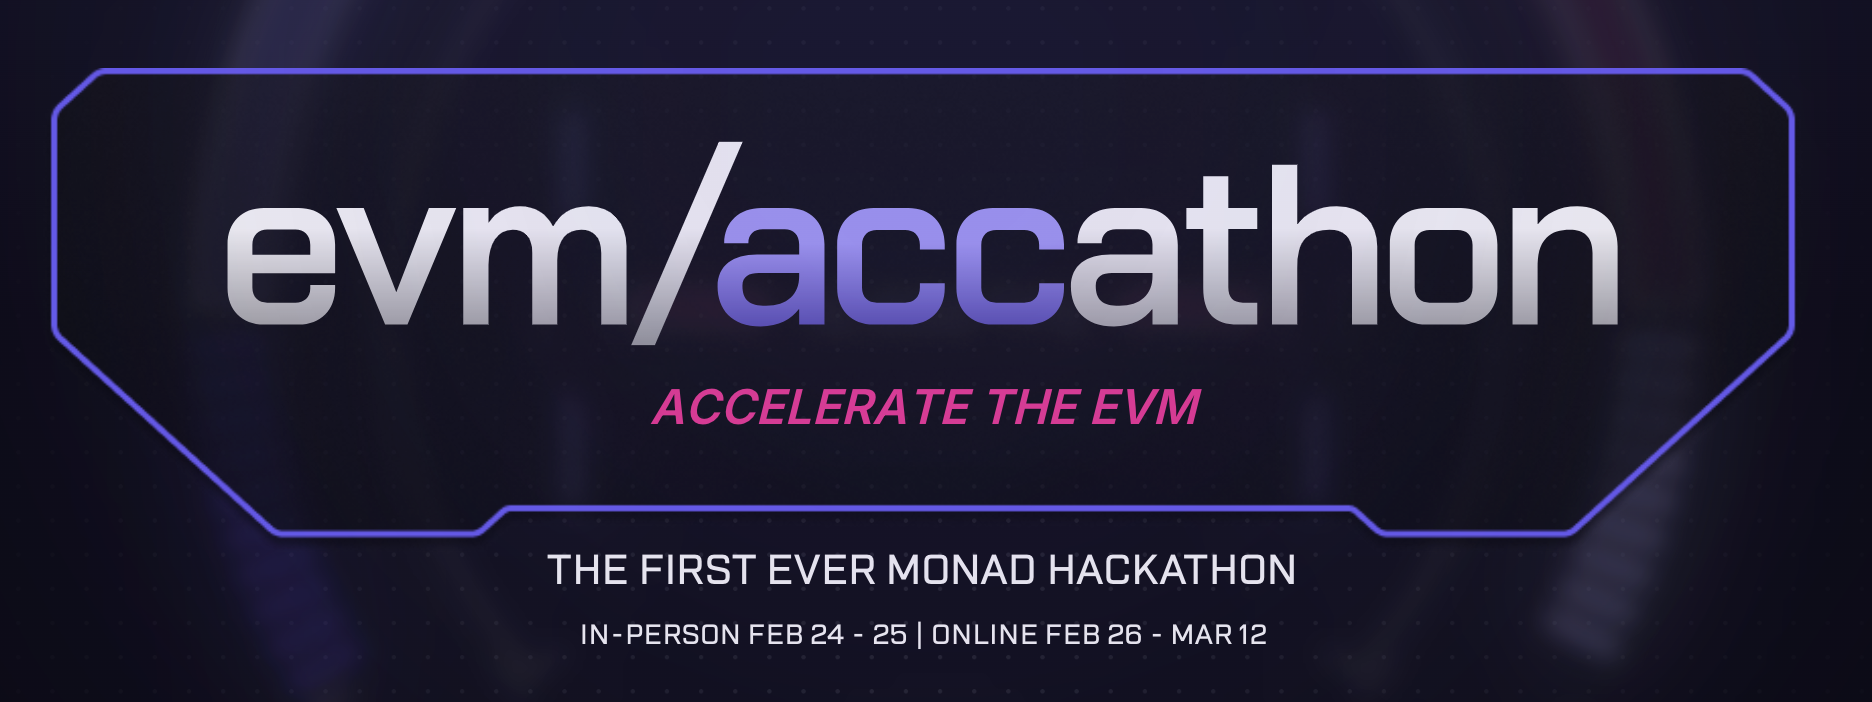 evm/accathon
ACCELERATE THE EVM
THE FIRST EVER MONAD HACKATHON
IN-PERSON FEB 24 - 25 | ONLINE FEB 26 - MAR 12